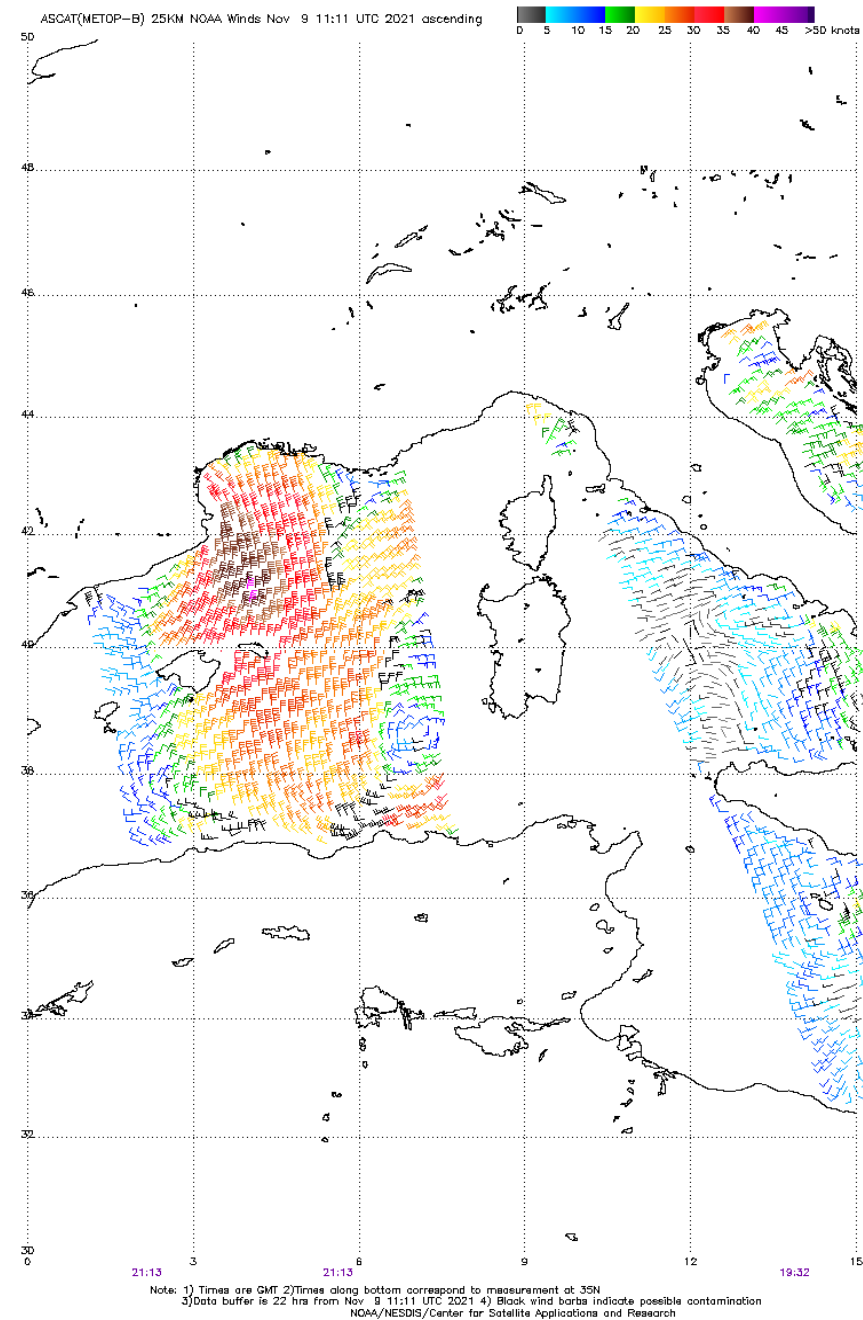 ASCAT(METOP-B) 25KM NOAA Winds Nov 9 11:11 UTC 2021 ascending
0 5 10 15 20 25 30 35 40 45 >50 knots
50
48
46
44
42
40
38
36
34
32
30
0 3 6 9 12 15
21:13 21:13 19:32
Note: 1) Times are GMT 2)Times along bottom correspond to measurement at 35N
3)Data buffer is 22 hrs from Nov 9 11:11 UTC 2021 4) Black wind barbs indicate possible contamination
NOAA/NESDIS/Center for Satellite Applications and Research